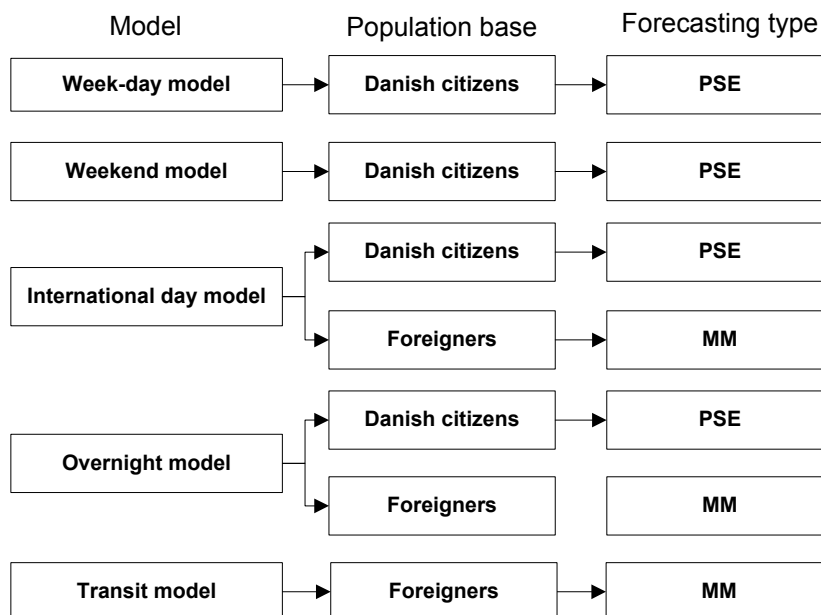 Model Population base Forecasting type
Week-day model Danish citizens PSE
Weekend model Danish citizens PSE
Danish citizens PSE
International day model
Foreigners MM
Danish citizens PSE
Overnight model
Foreigners MM
Transit model Foreigners MM